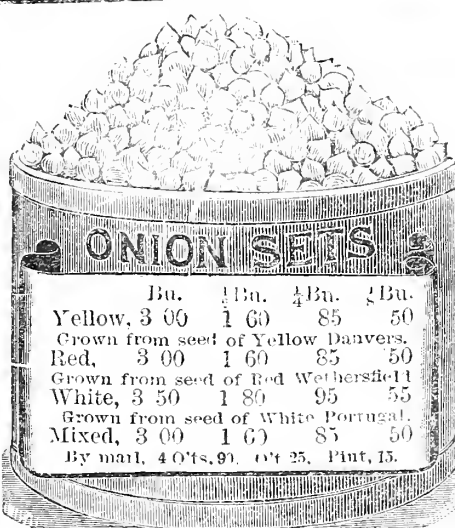 ONION SETS
Bu. ½Bu. ¼Bu. ⅛Bu.
Yellow, 3 00 1 60 85 50
Grown from seed of Yellow Danvers.
Red, 3 00 1 60 85 50
Grown from seed of Red Wethersfield
White, 3 50 1 80 95 55
Grown from seed of White Portugal.
Mixed, 3 00 1 60 85 50
By mail, 4 Q'ts, 90, Q't 25, Pint, 15.